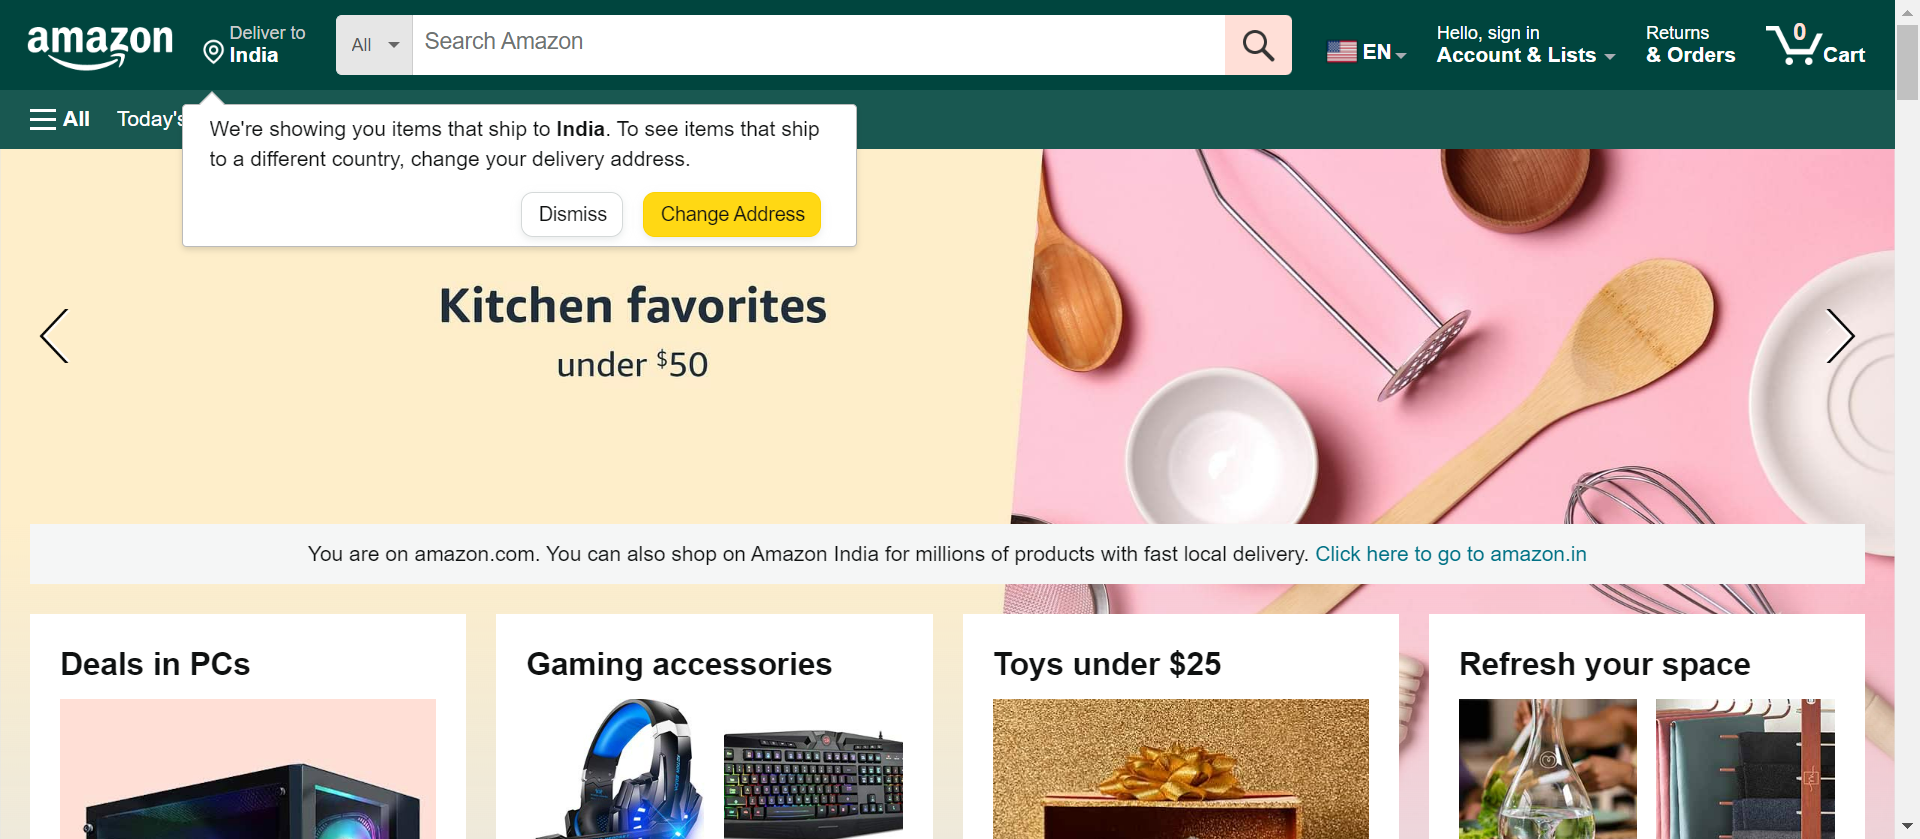 amazon
Deliver to
India
All
Search Amazon
EN
Hello, sign in
Account & Lists
Returns
& Orders
0
Cart
All
Today's
We're showing you items that ship to India. To see items that ship
to a different country, change your delivery address.
Dismiss
Change Address
Kitchen favorites
under $50
You are on amazon.com. You can also shop on Amazon India for millions of products with fast local delivery. Click here to go to amazon.in
Deals in PCs
Gaming accessories
Toys under $25
Refresh your space